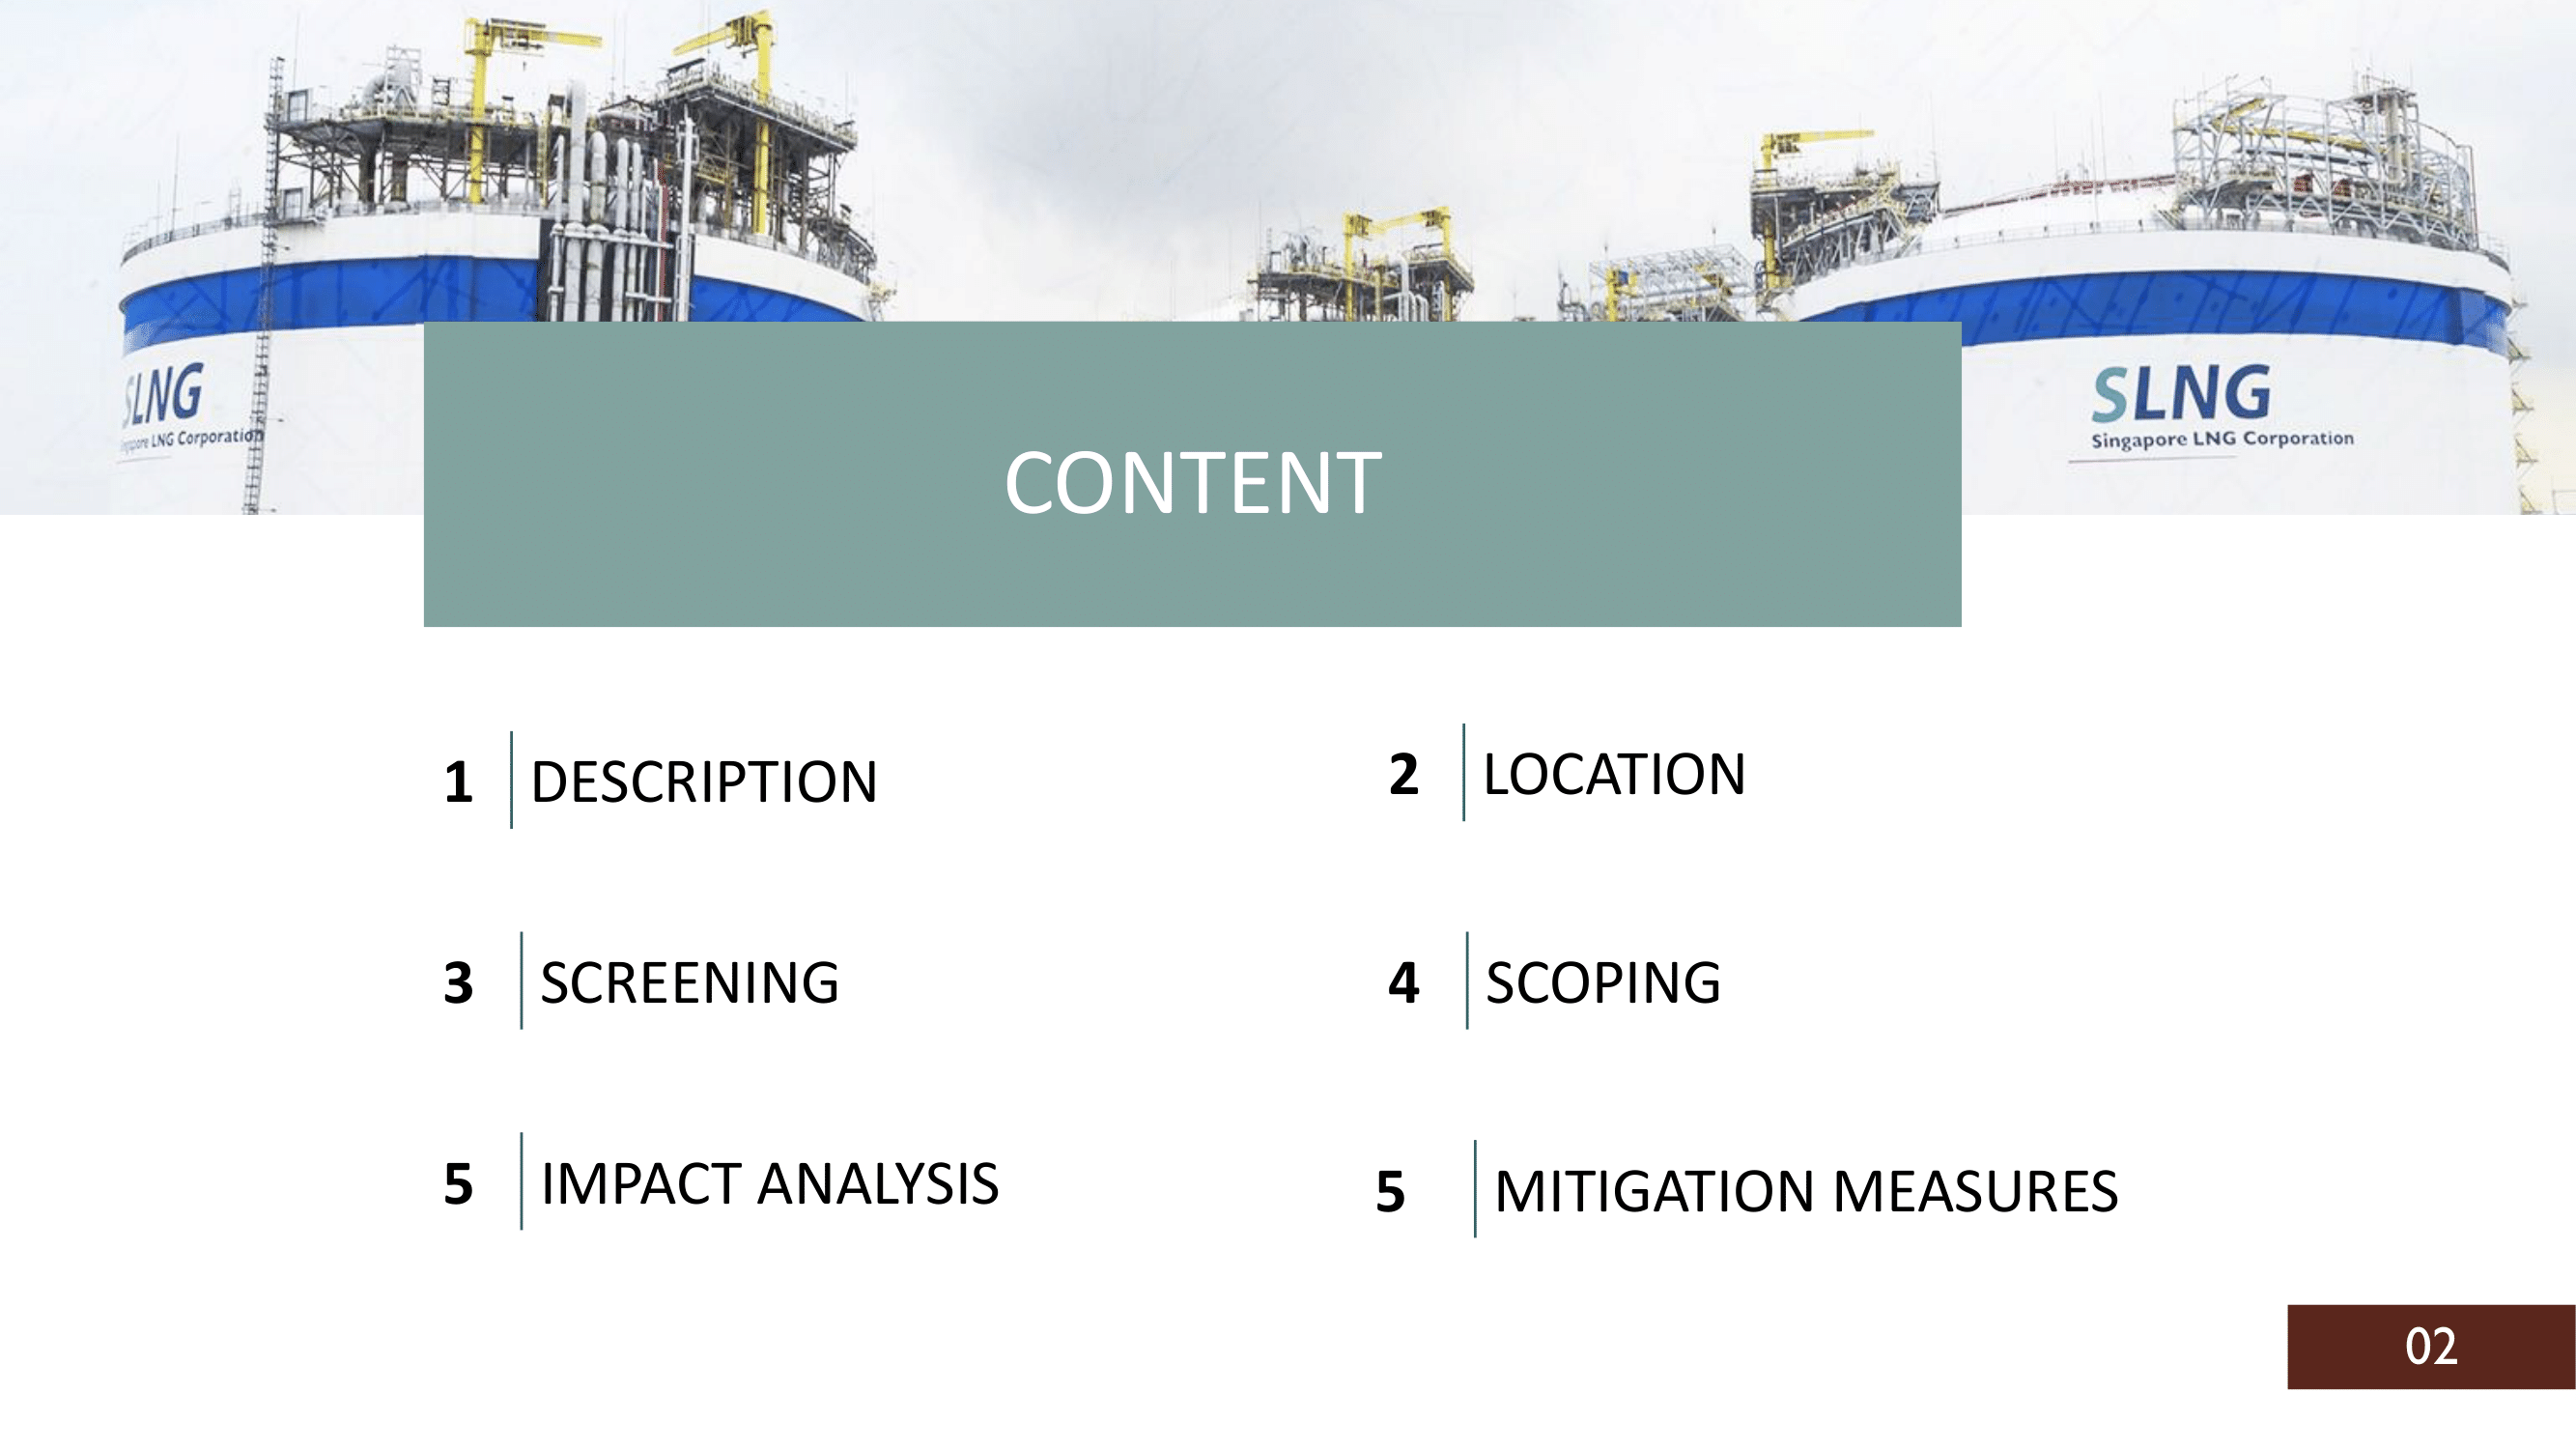 SLNG
Singapore LNG Corporation
SLNG
Singapore LNG Corporation
CONTENT
1 DESCRIPTION
2 LOCATION
3 SCREENING
4 SCOPING
5 IMPACT ANALYSIS
5 MITIGATION MEASURES
02